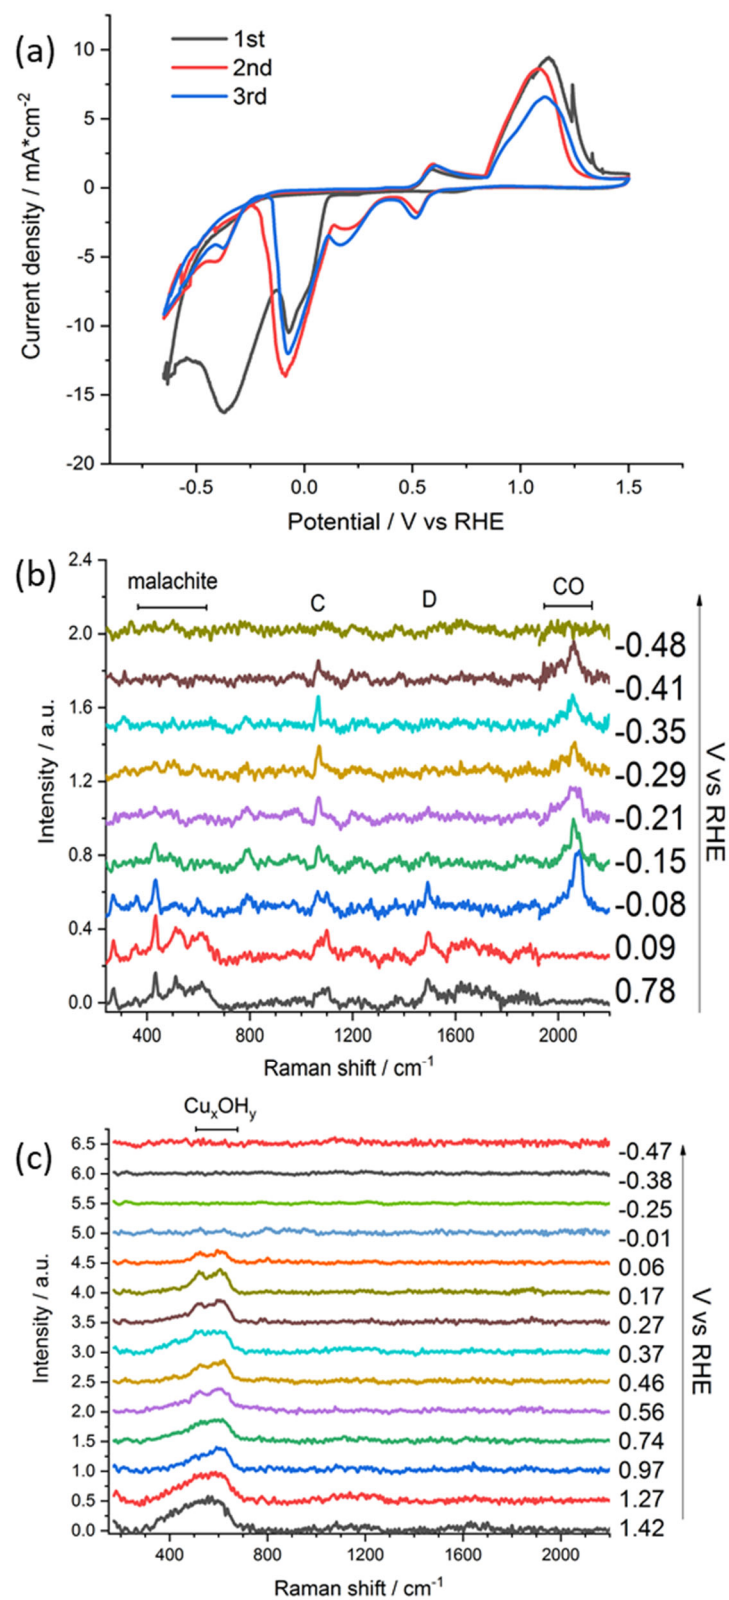 (a)
1st
2nd
3rd
10
5
0
-5
-10
-15
-20
Current density / mA*cm⁻²
-0.5 0.0 0.5 1.0 1.5
Potential / V vs RHE
(b)
malachite
C
D
CO
2.4
2.0
1.6
1.2
0.8
0.4
0.0
Intensity / a.u.
-0.48
-0.41
-0.35
-0.29
-0.21
-0.15
-0.08
0.09
0.78
V vs RHE
400 800 1200 1600 2000
Raman shift / cm⁻¹
(c)
CuₓOHᵧ
6.5
6.0
5.5
5.0
4.5
4.0
3.5
3.0
2.5
2.0
1.5
1.0
0.5
0.0
Intensity / a.u.
-0.47
-0.38
-0.25
-0.01
0.06
0.17
0.27
0.37
0.46
0.56
0.74
0.97
1.27
1.42
V vs RHE
400 800 1200 1600 2000
Raman shift / cm⁻¹